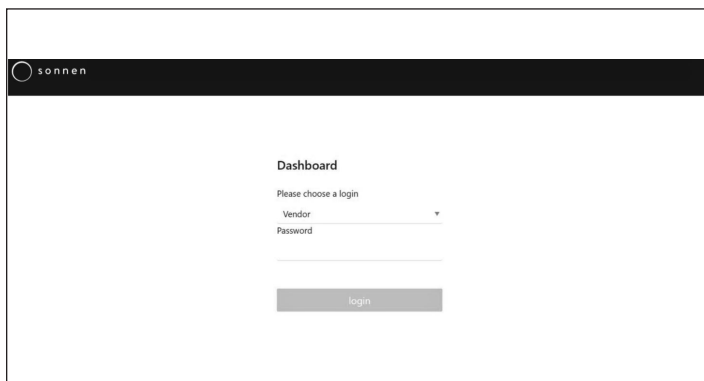 sonnen
Dashboard
Please choose a login
Vendor
Password
login